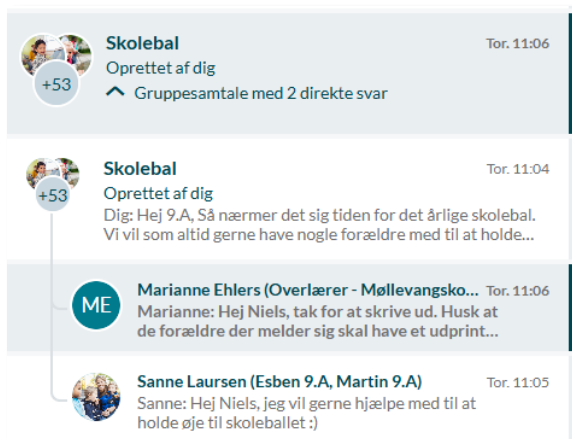 Skolebal
Tor. 11:06
+53
Oprettet af dig
Gruppesamtale med 2 direkte svar
Skolebal
Tor. 11:04
+53
Oprettet af dig
Dig: Hej 9.A, Så nærmer det sig tiden for det årlige skolebal.
Vi vil som altid gerne have nogle forældre med til at holde...
ME
Marianne Ehlers (Overlærer - Møllevangsko...
Tor. 11:06
Marianne: Hej Niels, tak for at skrive ud. Husk at
de forældre der melder sig skal have et udprint...
Sanne Laursen (Esben 9.A, Martin 9.A)
Tor. 11:05
Sanne: Hej Niels, jeg vil gerne hjælpe med til at
holde øje til skoleballet :)